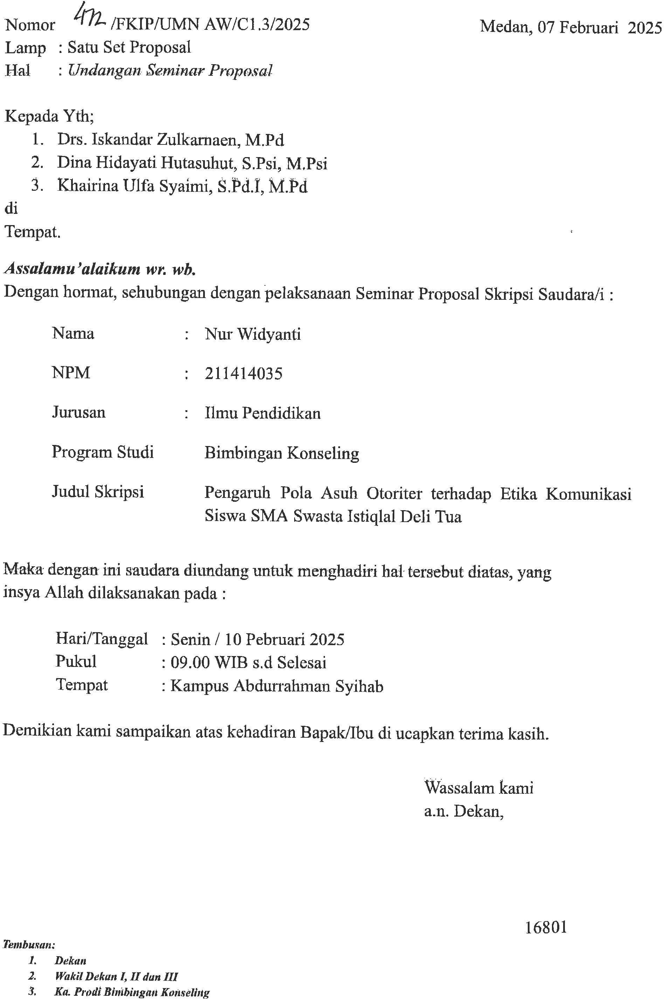 Nomor /FKIP/UMN AW/C1.3/2025 Medan, 07 Februari 2025
Lamp : Satu Set Proposal
Hal : Undangan Seminar Proposal
Kepada Yth;
1. Drs. Iskandar Zulkarnaen, M.Pd
2. Dina Hidayati Hutasuhut, S.Psi, M.Psi
3. Khairina Ulfa Syaimi, S.Pd.I, M.Pd
di
Tempat.
Assalamu'alaikum wr. wb.
Dengan hormat, sehubungan dengan pelaksanaan Seminar Proposal Skripsi Saudara/i :
Nama : Nur Widyanti
NPM : 211414035
Jurusan : Ilmu Pendidikan
Program Studi Bimbingan Konseling
Judul Skripsi Pengaruh Pola Asuh Otoriter terhadap Etika Komunikasi
Siswa SMA Swasta Istiqlal Deli Tua
Maka dengan ini saudara diundang untuk menghadiri hal tersebut diatas, yang
insya Allah dilaksanakan pada :
Hari/Tanggal : Senin / 10 Pebruari 2025
Pukul : 09.00 WIB s.d Selesai
Tempat : Kampus Abdurrahman Syihab
Demikian kami sampaikan atas kehadiran Bapak/Ibu di ucapkan terima kasih.
Wassalam kami
a.n. Dekan,
16801
Tembusan:
1. Dekan
2. Wakil Dekan I, II dan III
3. Ka. Prodi Bimbingan Konseling